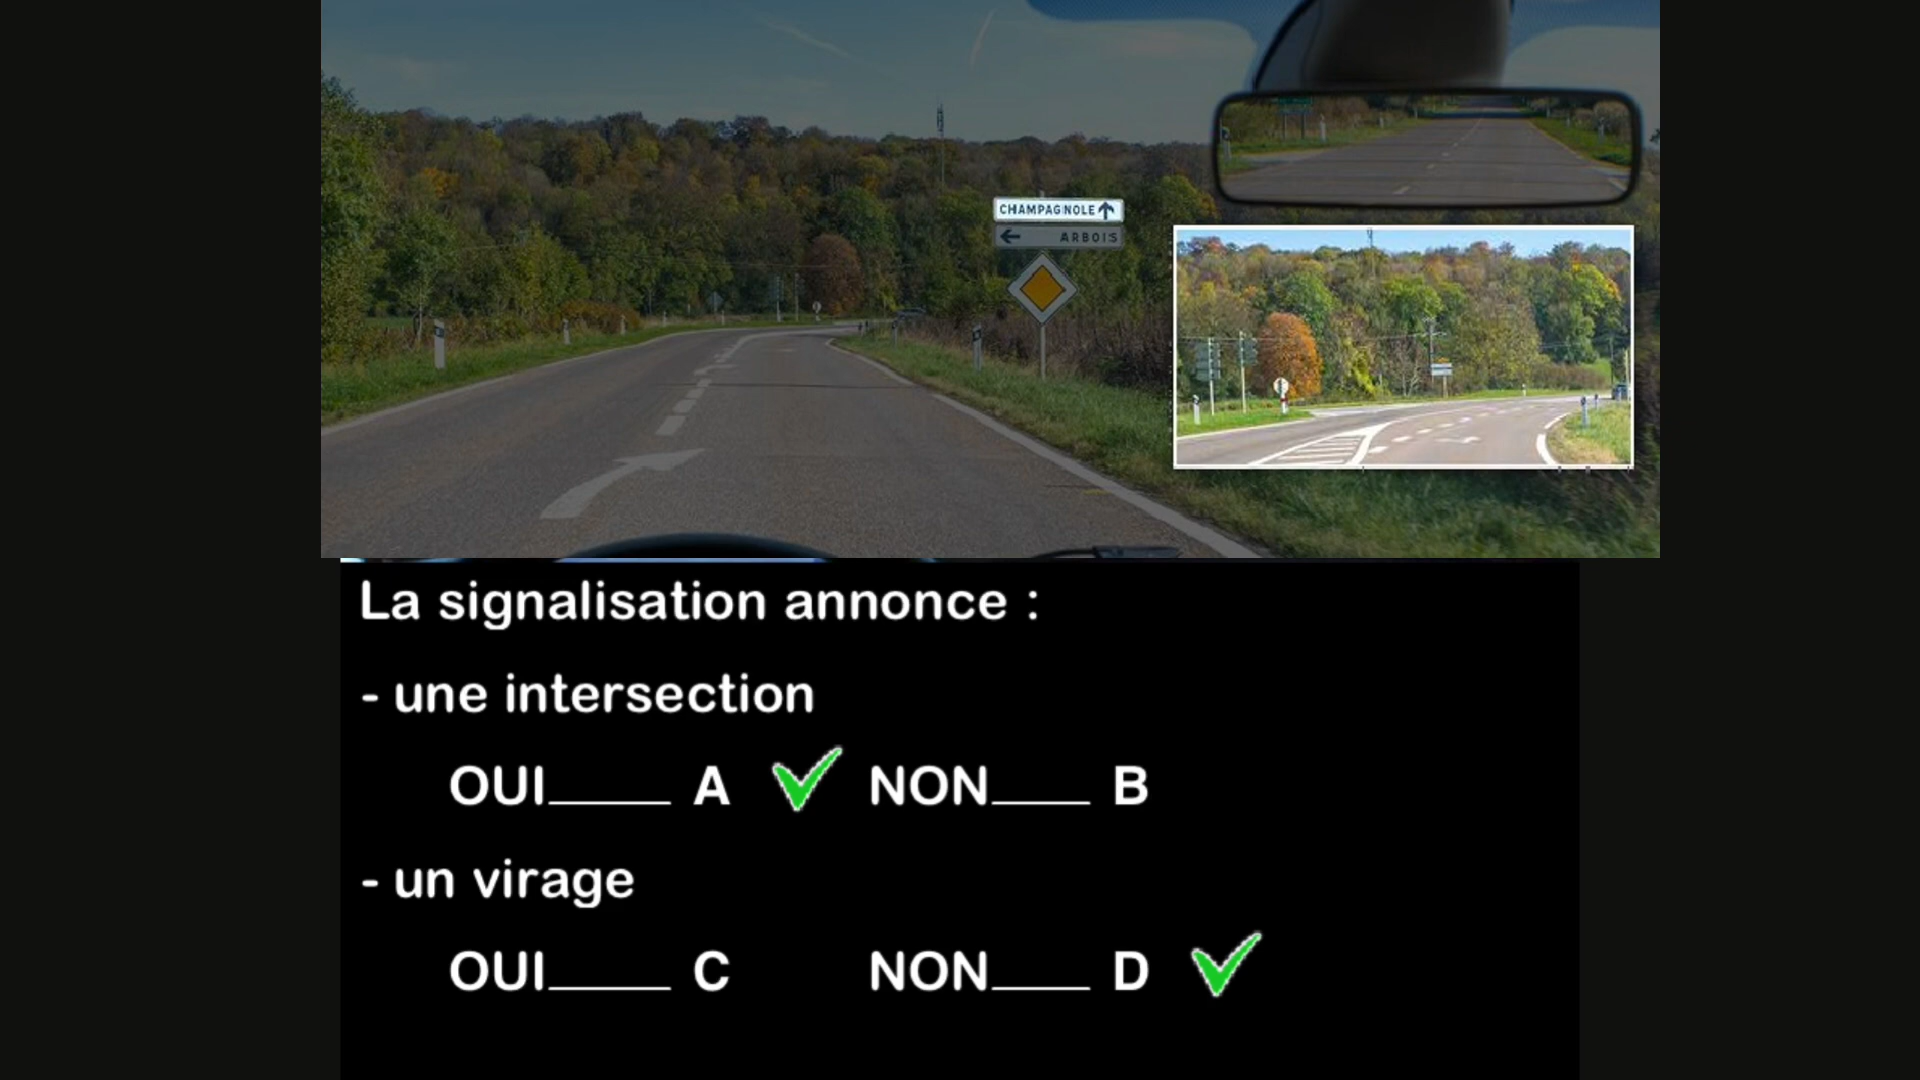 CHAMPAGNOLE
ARBOIS
La signalisation annonce :
- une intersection
OUI____ A NON____ B
- un virage
OUI____ C NON____ D